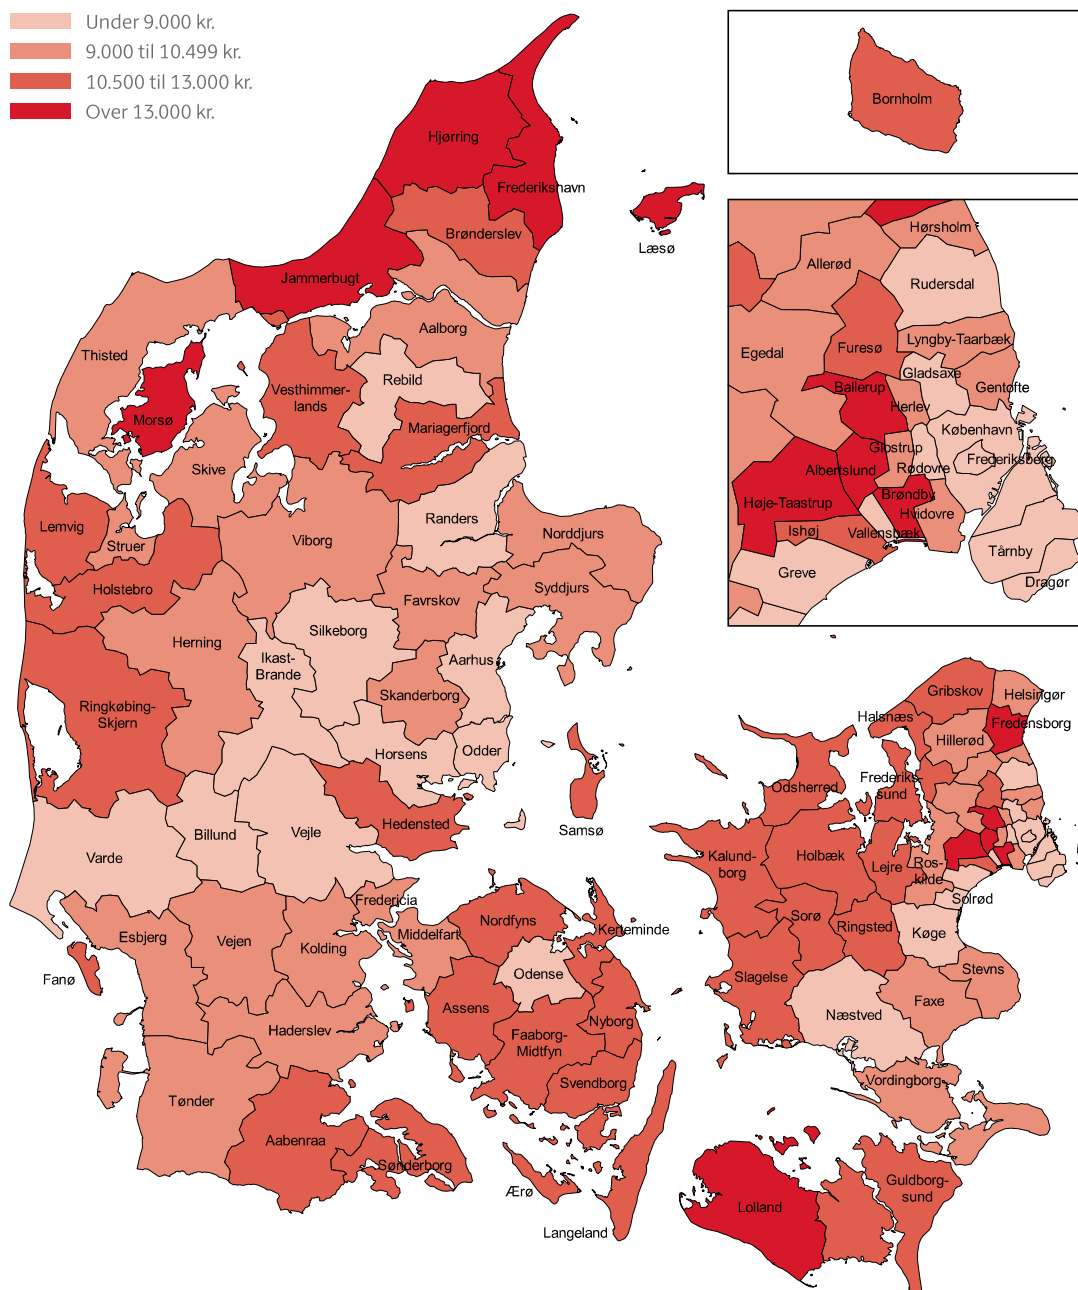 Under 9.000 kr.
9.000 til 10.499 kr.
10.500 til 13.000 kr.
Over 13.000 kr.
Bornholm
Hjørring
Frederikshavn
Brønderslev
Læsø
Jammerbugt
Aalborg
Thisted
Rebild
Vesthimmer-
lands
Morsø
Mariagerfjord
Skive
Lemvig
Randers
Struer
Viborg
Norddjurs
Holstebro
Favrskov
Syddjurs
Herning
Silkeborg
Ikast-
Brande
Aarhus
Skanderborg
Ringkøbing-
Skjern
Horsens
Odder
Hedensted
Samsø
Billund
Vejle
Varde
Fredericia
Esbjerg
Vejen
Kolding
Middelfart
Nordfyns
Kerteminde
Fanø
Odense
Assens
Nyborg
Haderslev
Faaborg-
Midtfyn
Svendborg
Tønder
Aabenraa
Sønderborg
Ærø
Langeland
Hørsholm
Allerød
Rudersdal
Egedal
Furesø
Lyngby-Taarbæk
Gladsaxe
Gentofte
Ballerup
Herlev
København
Glostrup
Frederiksberg
Albertslund
Rødovre
Brøndby
Høje-Taastrup
Hvidovre
Ishøj
Vallensbæk
Tårnby
Greve
Dragør
Gribskov
Helsingør
Halsnæs
Fredensborg
Hillerød
Frederiks-
sund
Odsherred
Kalund-
borg
Holbæk
Lejre
Ros-
kilde
Solrød
Sorø
Ringsted
Køge
Slagelse
Stevns
Faxe
Næstved
Vordingborg
Guldborg-
sund
Lolland